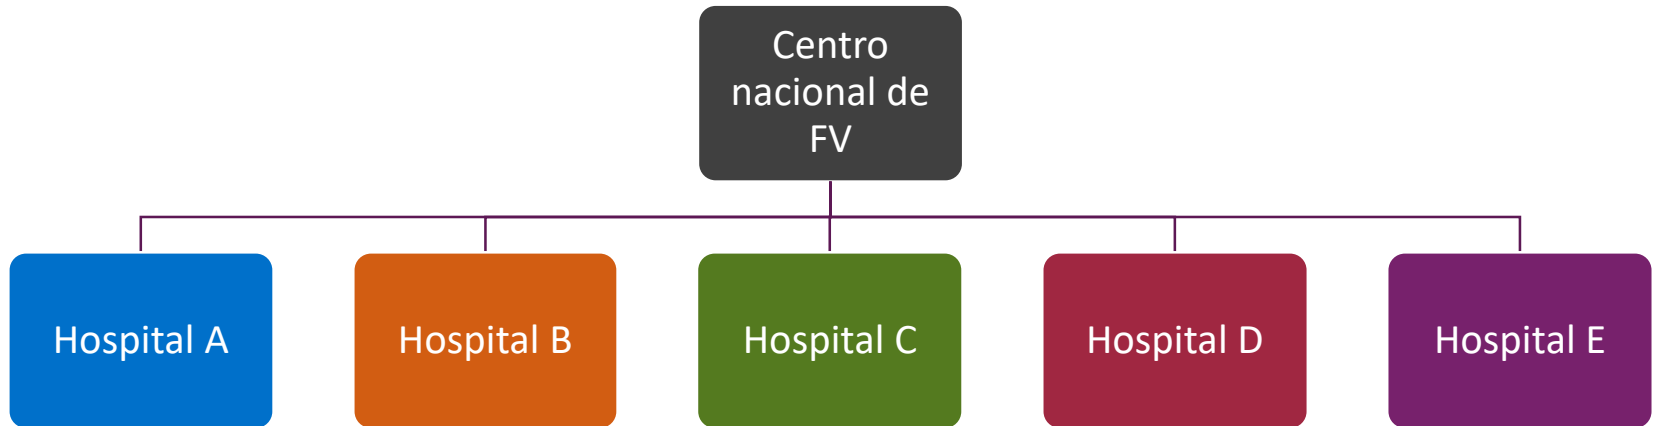 Centro
nacional de
FV
Hospital A
Hospital B
Hospital C
Hospital D
Hospital E